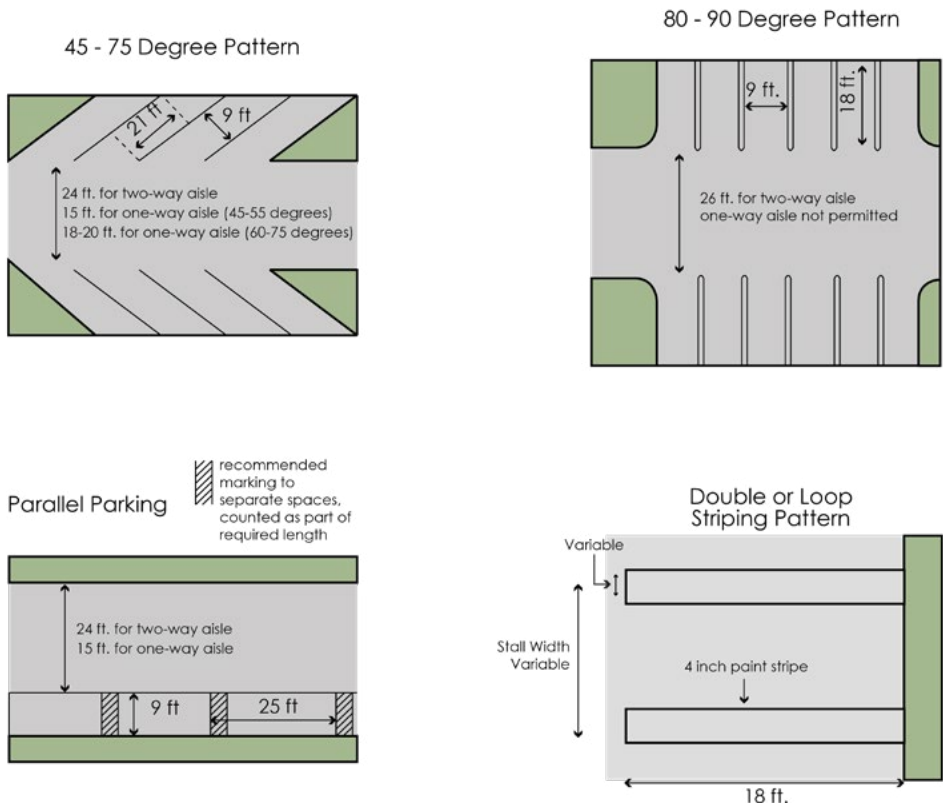 45 - 75 Degree Pattern
21 ft
9 ft
24 ft. for two-way aisle
15 ft. for one-way aisle (45-55 degrees)
18-20 ft. for one-way aisle (60-75 degrees)
80 - 90 Degree Pattern
9 ft.
18 ft.
26 ft. for two-way aisle
one-way aisle not permitted
Parallel Parking
recommended
marking to
separate spaces,
counted as part of
required length
24 ft. for two-way aisle
15 ft. for one-way aisle
9 ft
25 ft
Double or Loop
Striping Pattern
Variable
Stall Width
Variable
4 inch paint stripe
18 ft.